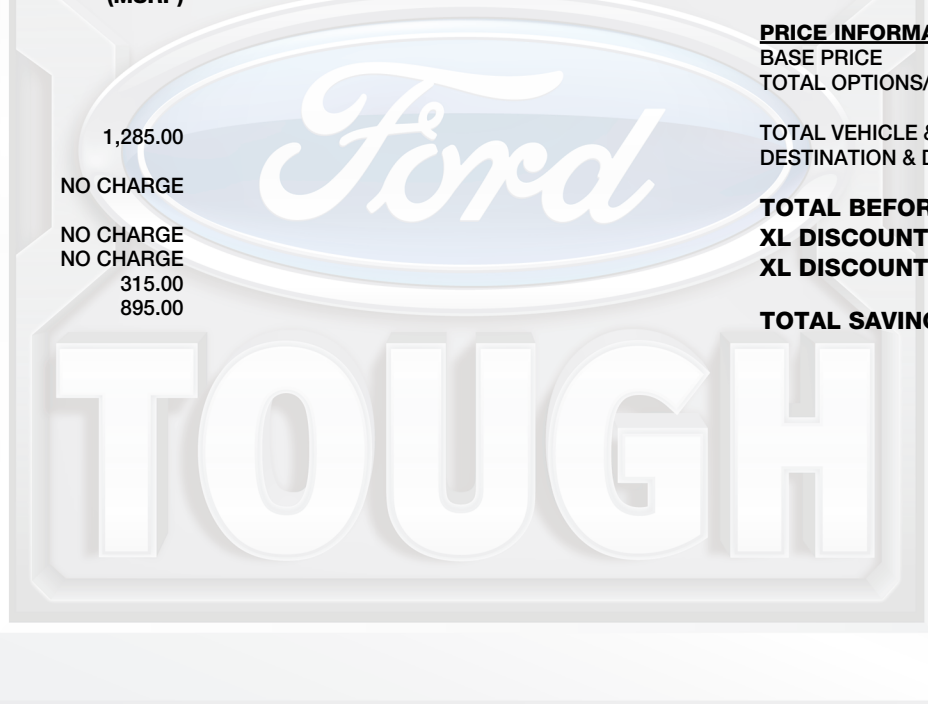 (MSRP)
1,285.00
NO CHARGE
NO CHARGE
NO CHARGE
315.00
895.00
PRICE INFORMA
BASE PRICE
TOTAL OPTIONS/
TOTAL VEHICLE &
DESTINATION & D
TOTAL BEFOR
XL DISCOUNT
XL DISCOUNT
TOTAL SAVING
Ford
TOUGH